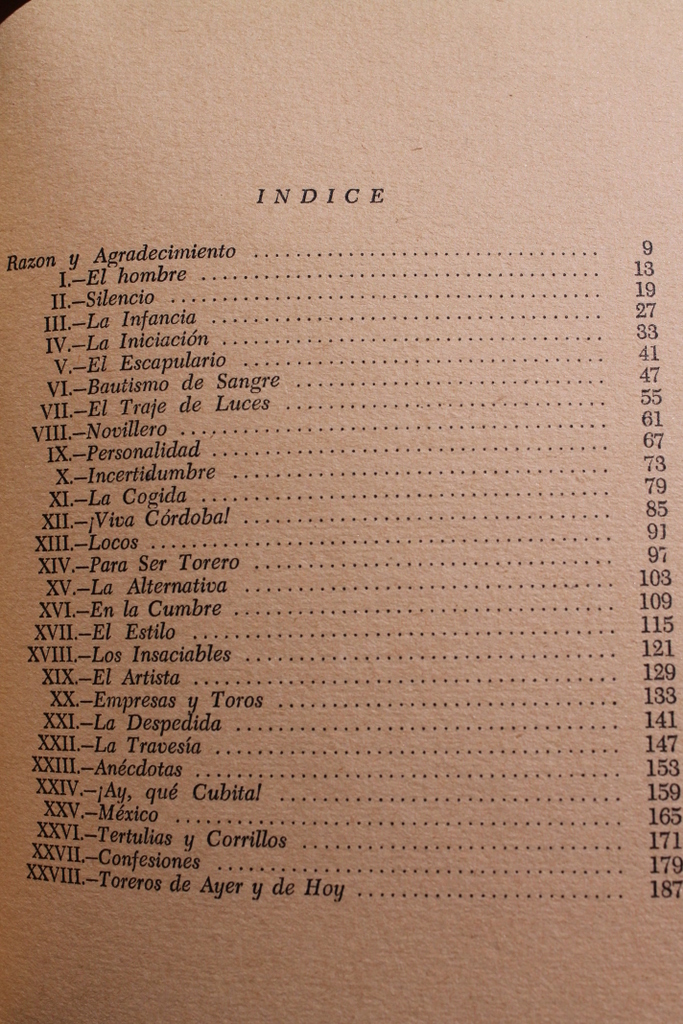 INDICE
Razon y Agradecimiento .......... 9
I.—El hombre .......... 13
II.—Silencio .......... 19
III.—La Infancia .......... 27
IV.—La Iniciación .......... 33
V.—El Escapulario .......... 41
VI.—Bautismo de Sangre .......... 47
VII.—El Traje de Luces .......... 55
VIII.—Novillero .......... 61
IX.—Personalidad .......... 67
X.—Incertidumbre .......... 73
XI.—La Cogida .......... 79
XII.—¡Viva Córdoba! .......... 85
XIII.—Locos .......... 91
XIV.—Para Ser Torero .......... 97
XV.—La Alternativa .......... 103
XVI.—En la Cumbre .......... 109
XVII.—El Estilo .......... 115
XVIII.—Los Insaciables .......... 121
XIX.—El Artista .......... 129
XX.—Empresas y Toros .......... 133
XXI.—La Despedida .......... 141
XXII.—La Travesía .......... 147
XXIII.—Anécdotas .......... 153
XXIV.—¡Ay, qué Cubita! .......... 159
XXV.—México .......... 165
XXVI.—Tertulias y Corrillos .......... 171
XXVII.—Confesiones .......... 179
XXVIII.—Toreros de Ayer y de Hoy .......... 187